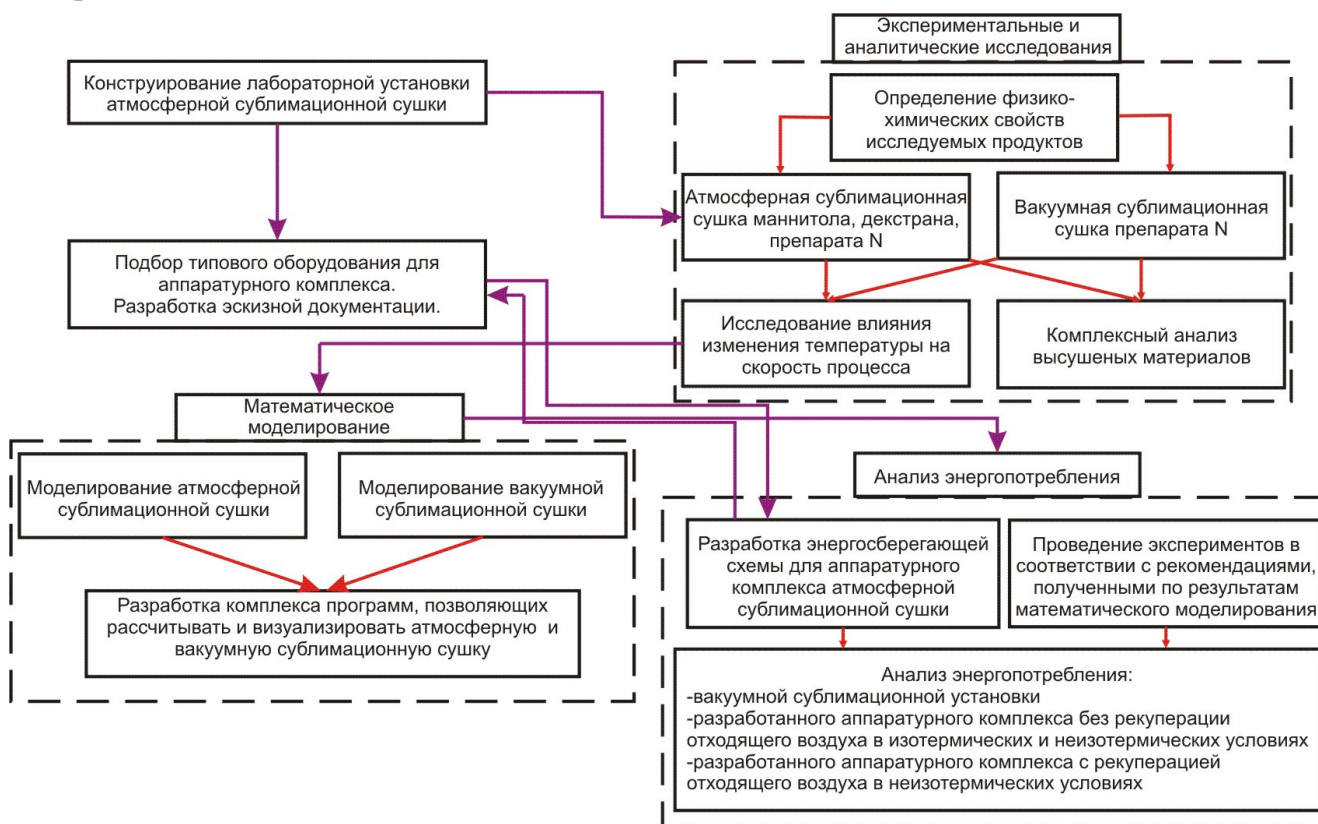 Экспериментальные и
аналитические исследования
Конструирование лабораторной установки
атмосферной сублимационной сушки
Определение физико-
химических свойств
исследуемых продуктов
Атмосферная сублимационная
сушка маннитола, декстрана,
препарата N
Вакуумная сублимационная
сушка препарата N
Подбор типового оборудования для
аппаратурного комплекса.
Разработка эскизной документации.
Исследование влияния
изменения температуры на
скорость процесса
Комплексный анализ
высушеных материалов
Математическое
моделирование
Моделирование атмосферной
сублимационной сушки
Моделирование вакуумной
сублимационной сушки
Разработка комплекса программ, позволяющих
рассчитывать и визуализировать атмосферную и
вакуумную сублимационную сушку
Анализ энергопотребления
Разработка энергосберегающей
схемы для аппаратурного
комплекса атмосферной
сублимационной сушки
Проведение экспериментов в
соответствии с рекомендациями,
полученными по результатам
математического моделирования
Анализ энергопотребления:
-вакуумной сублимационной установки
-разработанного аппаратурного комплекса без рекуперации
отходящего воздуха в изотермических и неизотермических условиях
-разработанного аппаратурного комплекса с рекуперацией
отходящего воздуха в неизотермических условиях